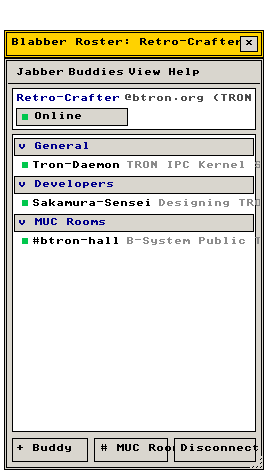 Blabber Roster: Retro-Crafter ×
Jabber Buddies View Help
Retro-Crafter @btron.org (TRON
Online
v General
Tron-Daemon TRON IPC Kernel
v Developers
Sakamura-Sensei Designing TR
v MUC Rooms
#btron-hall B-System Public
+ Buddy # MUC Roo Disconnect